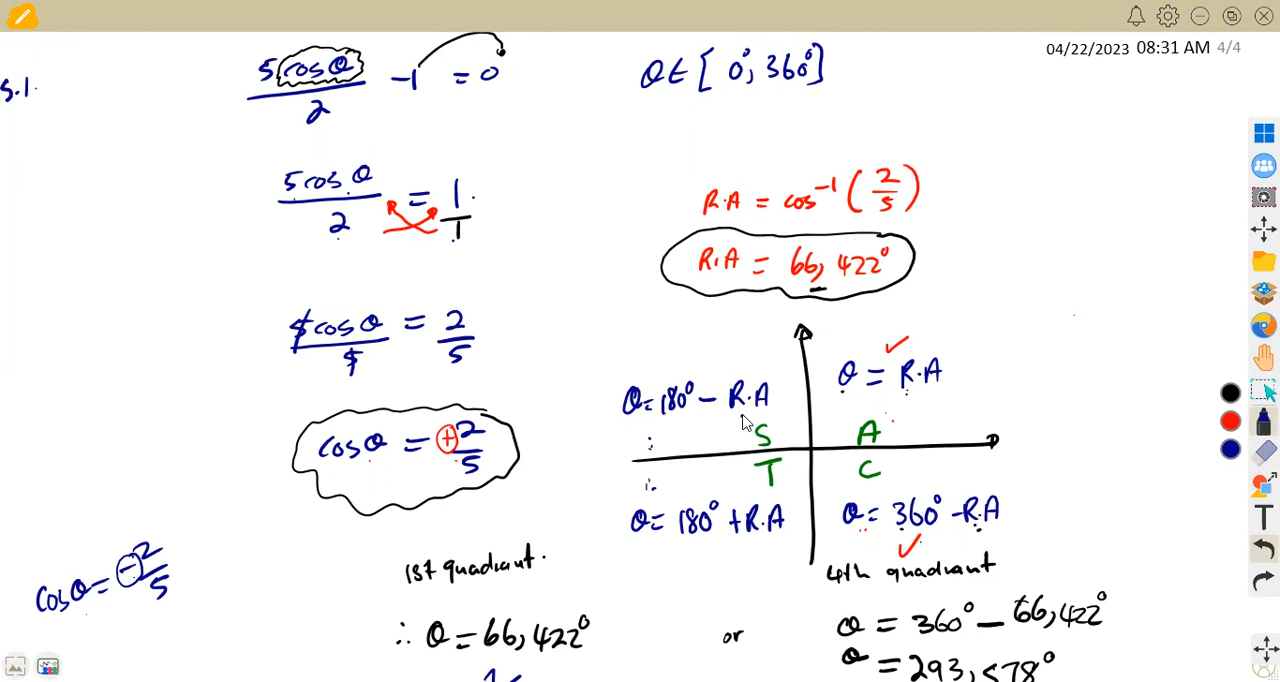 04/22/2023 08:31 AM 4/4
5.1.
5cosθ/2 -1 = 0
θ∈[0°, 360°]
5cosθ/2 = 1/1
R.A = cos⁻¹(2/5)
R.A = 66,422°
5cosθ/5 = 2/5
cosθ = +2/5
θ = 180° - R.A
θ = R.A
S A
T C
θ = 180° + R.A
θ = 360° - R.A
cosθ = -2/5
1st quadrant.
4th quadrant
∴ θ = 66,422°
or
θ = 360° - 66,422°
θ = 293,578°